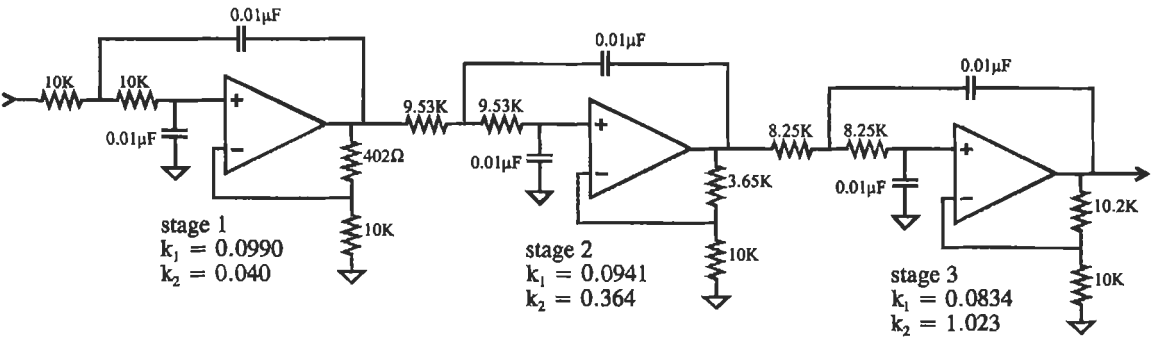 0.01µF
10K
10K
0.01µF
+
−
402Ω
10K
stage 1
k₁ = 0.0990
k₂ = 0.040
0.01µF
9.53K
9.53K
0.01µF
+
−
3.65K
10K
stage 2
k₁ = 0.0941
k₂ = 0.364
0.01µF
8.25K
8.25K
0.01µF
+
−
10.2K
10K
stage 3
k₁ = 0.0834
k₂ = 1.023